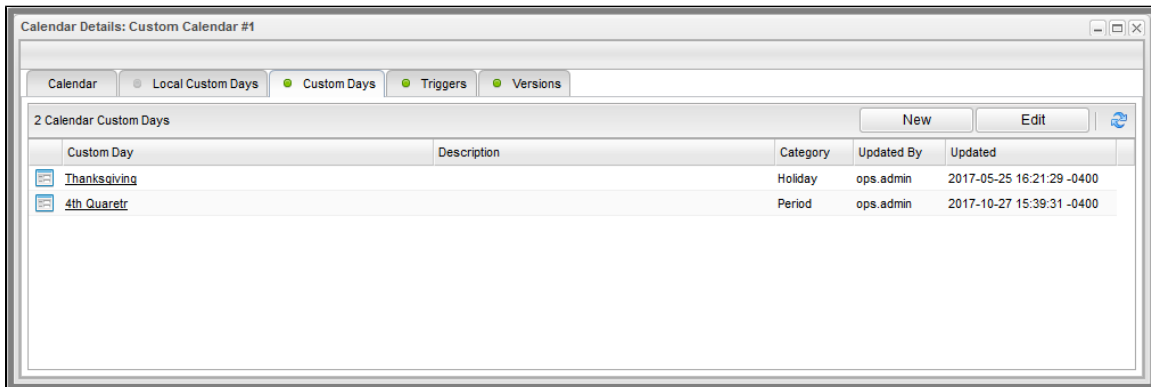 Calendar Details: Custom Calendar #1
Calendar Local Custom Days Custom Days Triggers Versions
2 Calendar Custom Days New Edit
Custom Day Description Category Updated By Updated
Thanksgiving Holiday ops.admin 2017-05-25 16:21:29 -0400
4th Quaretr Period ops.admin 2017-10-27 15:39:31 -0400